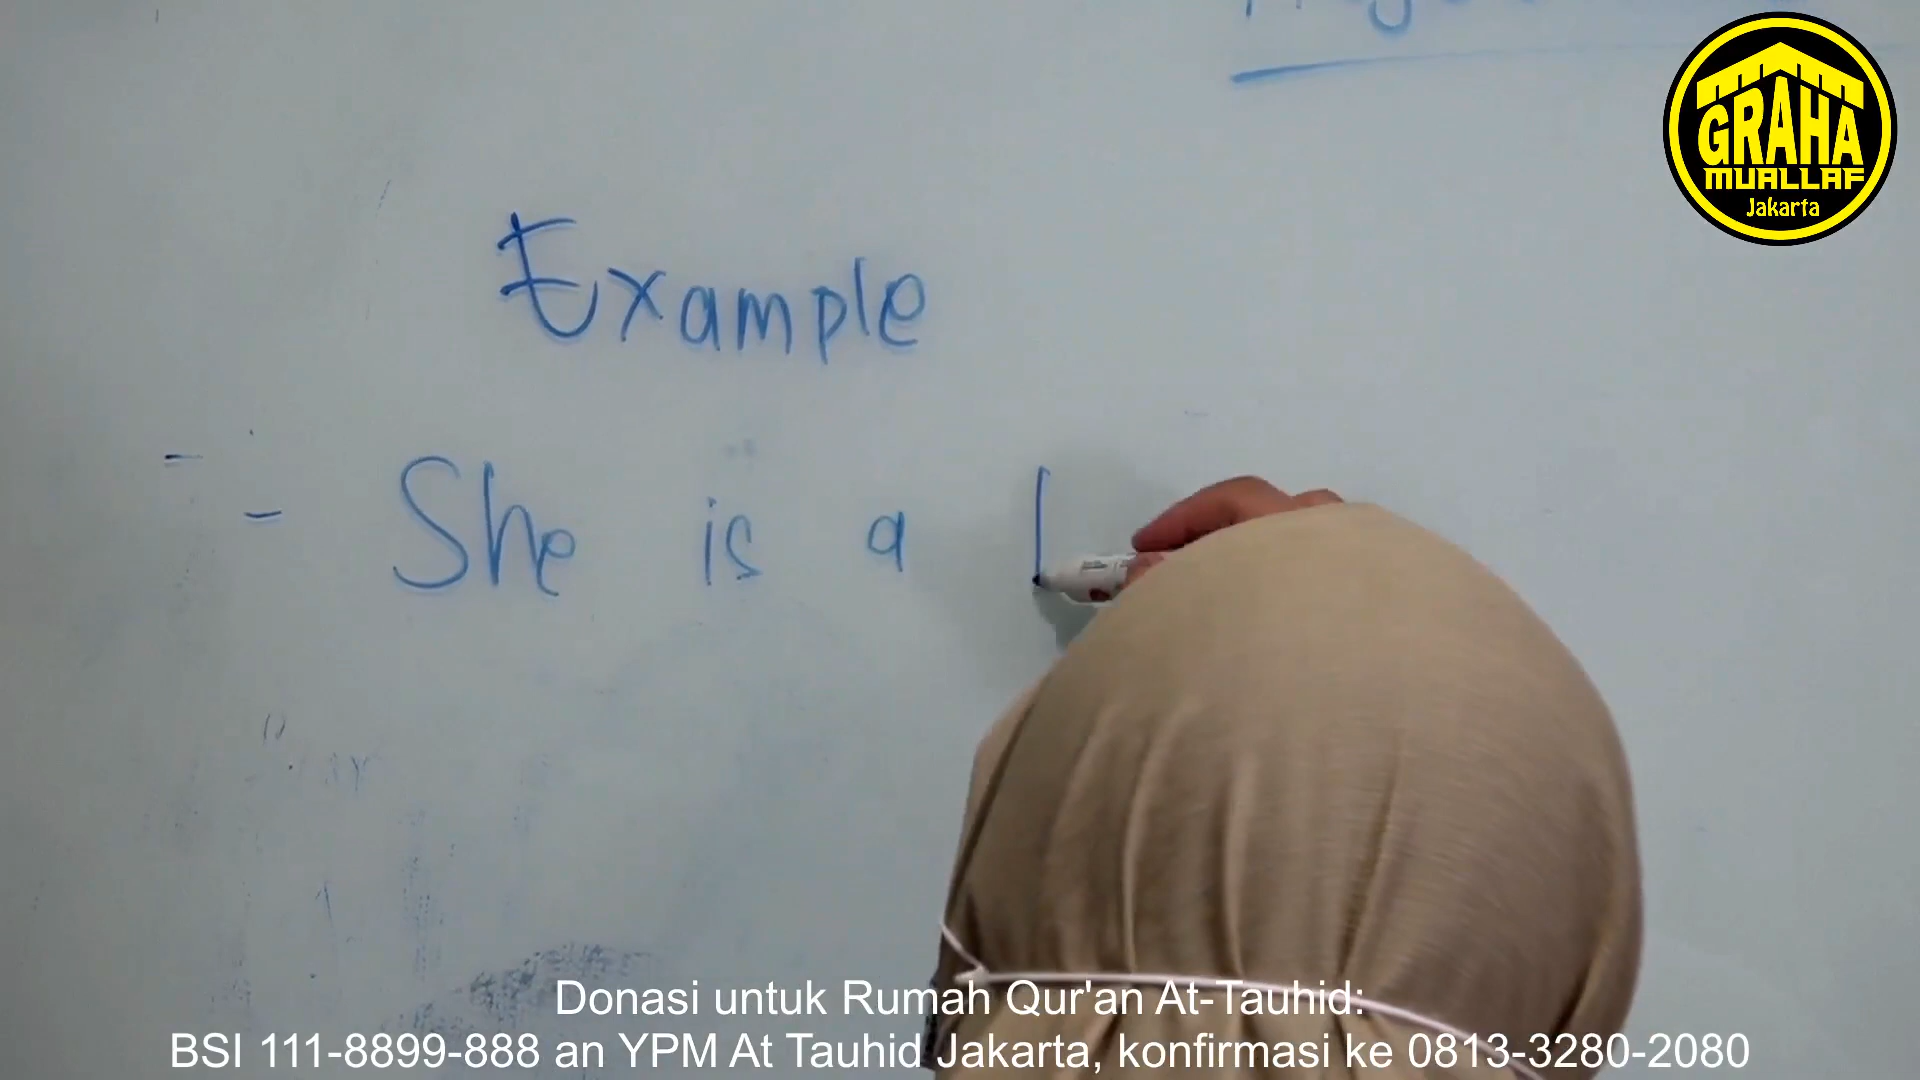 GRAHA
MUALLAF
Jakarta
Example
- She is a
Donasi untuk Rumah Qur'an At-Tauhid:
BSI 111-8899-888 an YPM At Tauhid Jakarta, konfirmasi ke 0813-3280-2080